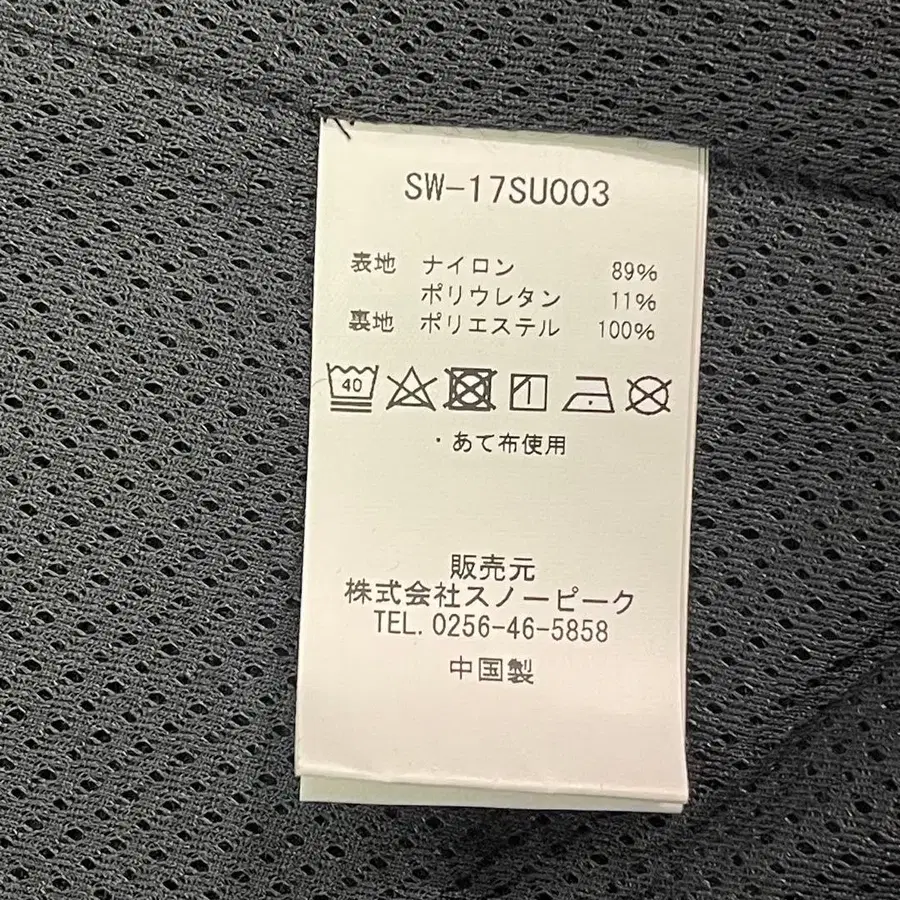 SW-17SU003
表地 ナイロン 89%
ポリウレタン 11%
裏地 ポリエステル 100%
40
・あて布使用
販売元
株式会社スノーピーク
TEL. 0256-46-5858
中国製